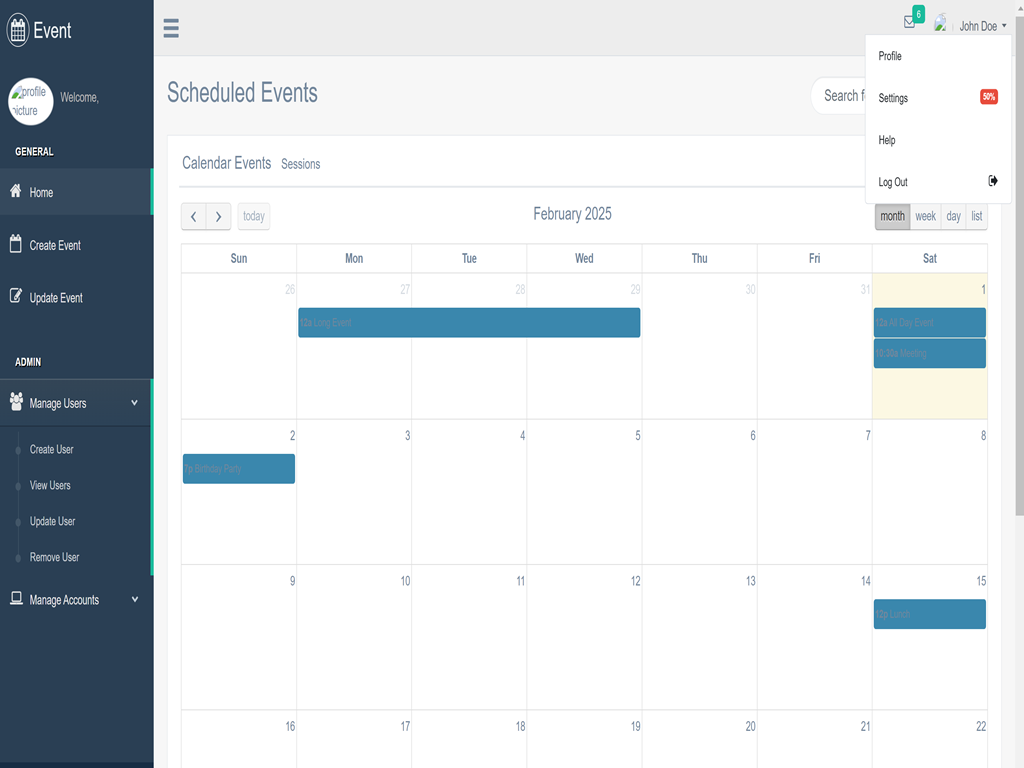 Event
6
John Doe
profile picture
Welcome,
GENERAL
Home
Create Event
Update Event
ADMIN
Manage Users
Create User
View Users
Update User
Remove User
Manage Accounts
Profile
Settings 50%
Help
Log Out
Scheduled Events
Search f
Calendar Events Sessions
today
February 2025
month week day list
Sun Mon Tue Wed Thu Fri Sat
26 27 28 29 30 31 1
12a Long Event
12a All Day Event
10:30a Meeting
2 3 4 5 6 7 8
7p Birthday Party
9 10 11 12 13 14 15
12p Lunch
16 17 18 19 20 21 22